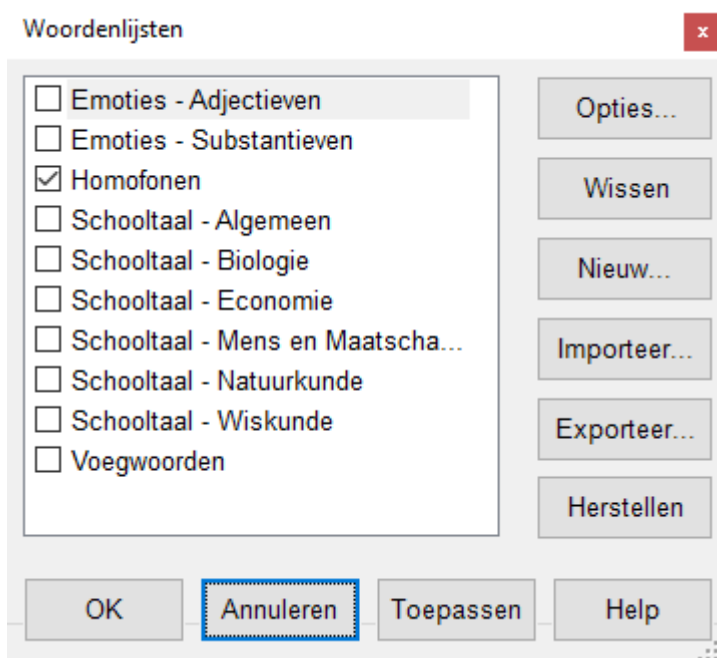 Woordenlijsten
x
Emoties - Adjectieven
Emoties - Substantieven
Homofonen
Schooltaal - Algemeen
Schooltaal - Biologie
Schooltaal - Economie
Schooltaal - Mens en Maatscha...
Schooltaal - Natuurkunde
Schooltaal - Wiskunde
Voegwoorden
Opties...
Wissen
Nieuw...
Importeer...
Exporteer...
Herstellen
OK
Annuleren
Toepassen
Help